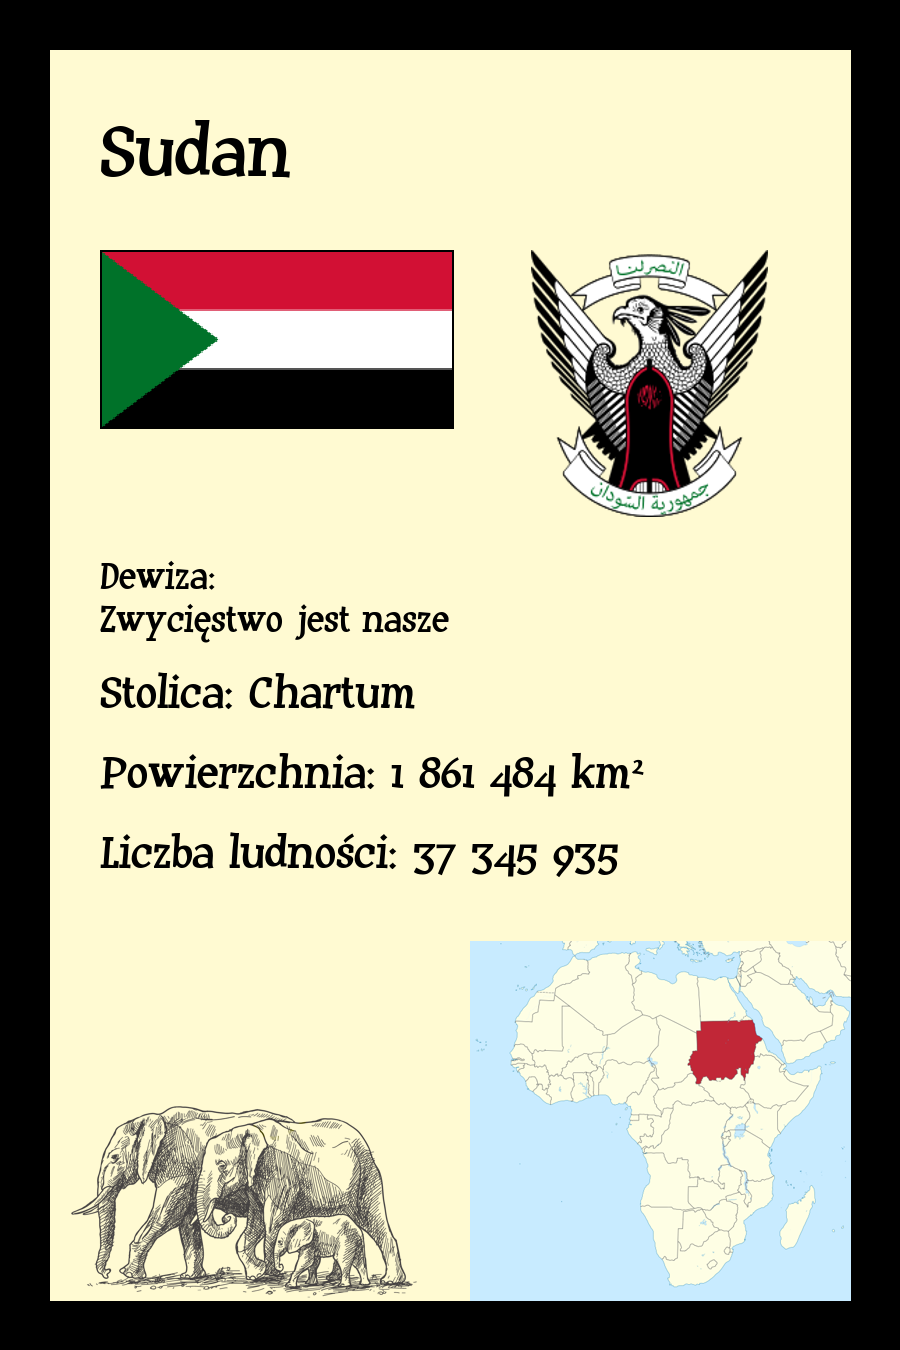 Sudan
النصر لنا
جمهورية السودان
Dewiza:
Zwycięstwo jest nasze
Stolica: Chartum
Powierzchnia: 1 861 484 km²
Liczba ludności: 37 345 935